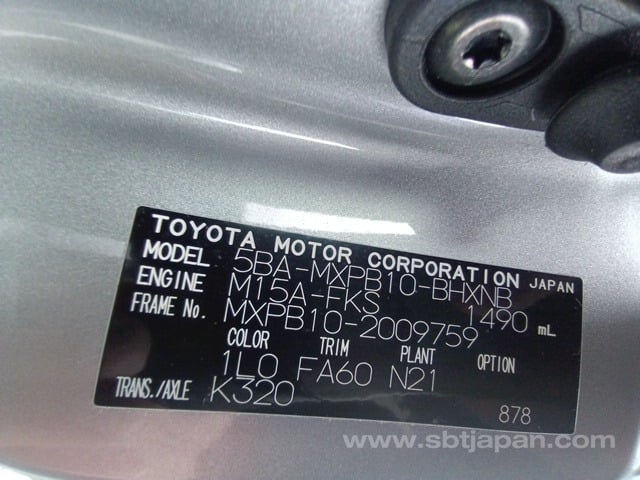 TOYOTA MOTOR CORPORATION JAPAN
MODEL 5BA-MXPB10-BHXNB
ENGINE M15A-FKS 1490 mL
FRAME No. MXPB10-2009759
COLOR TRIM PLANT OPTION
1L0 FA60 N21
TRANS./AXLE K320
878
www.sbtjapan.com